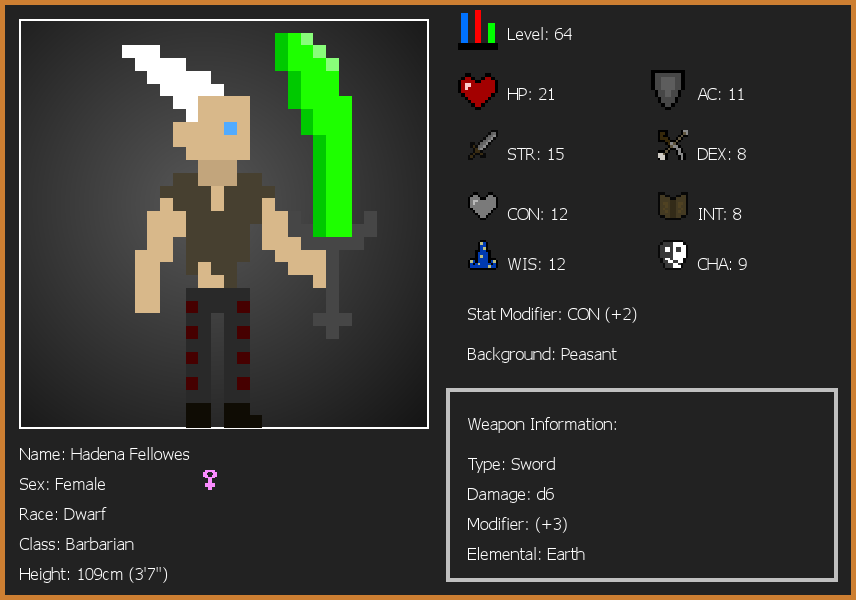 Level: 64
HP: 21
AC: 11
STR: 15
DEX: 8
CON: 12
INT: 8
WIS: 12
CHA: 9
Stat Modifier: CON (+2)
Background: Peasant
Weapon Information:
Type: Sword
Damage: d6
Modifier: (+3)
Elemental: Earth
Name: Hadena Fellowes
Sex: Female
Race: Dwarf
Class: Barbarian
Height: 109cm (3'7")